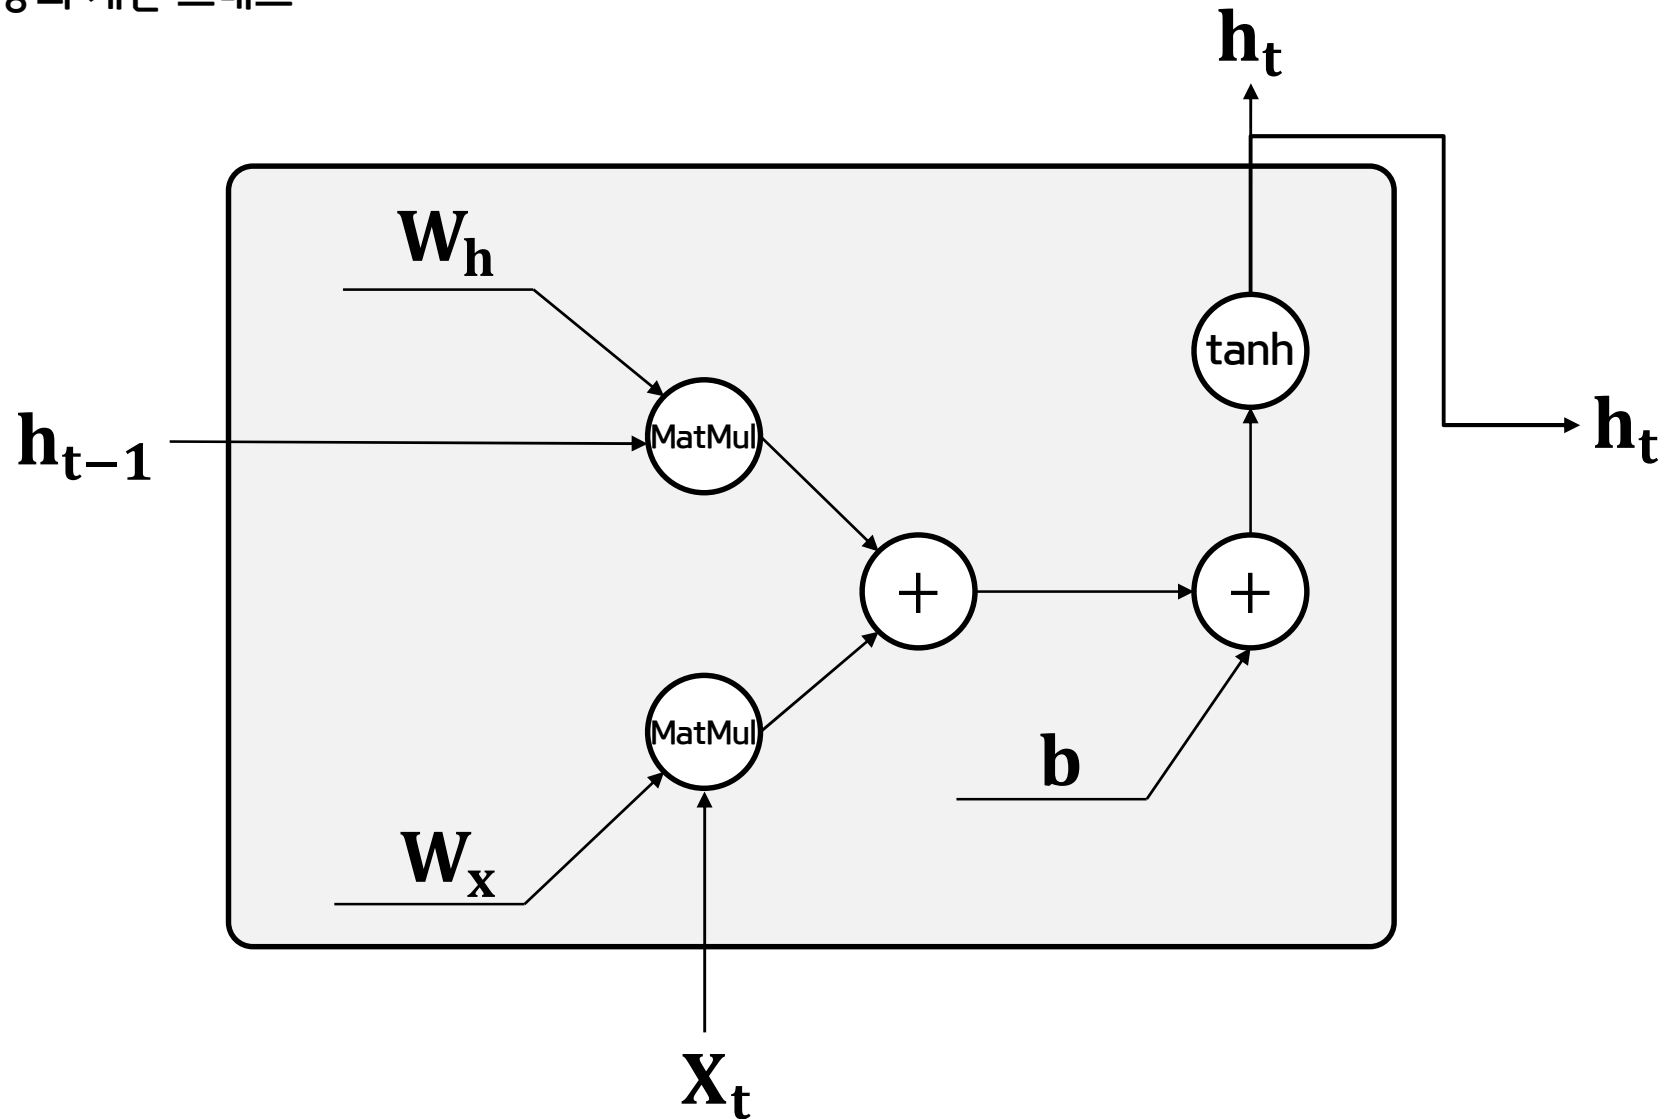 h_t
W_h
tanh
h_{t-1}
MatMul
h_t
+
+
MatMul
b
W_x
x_t